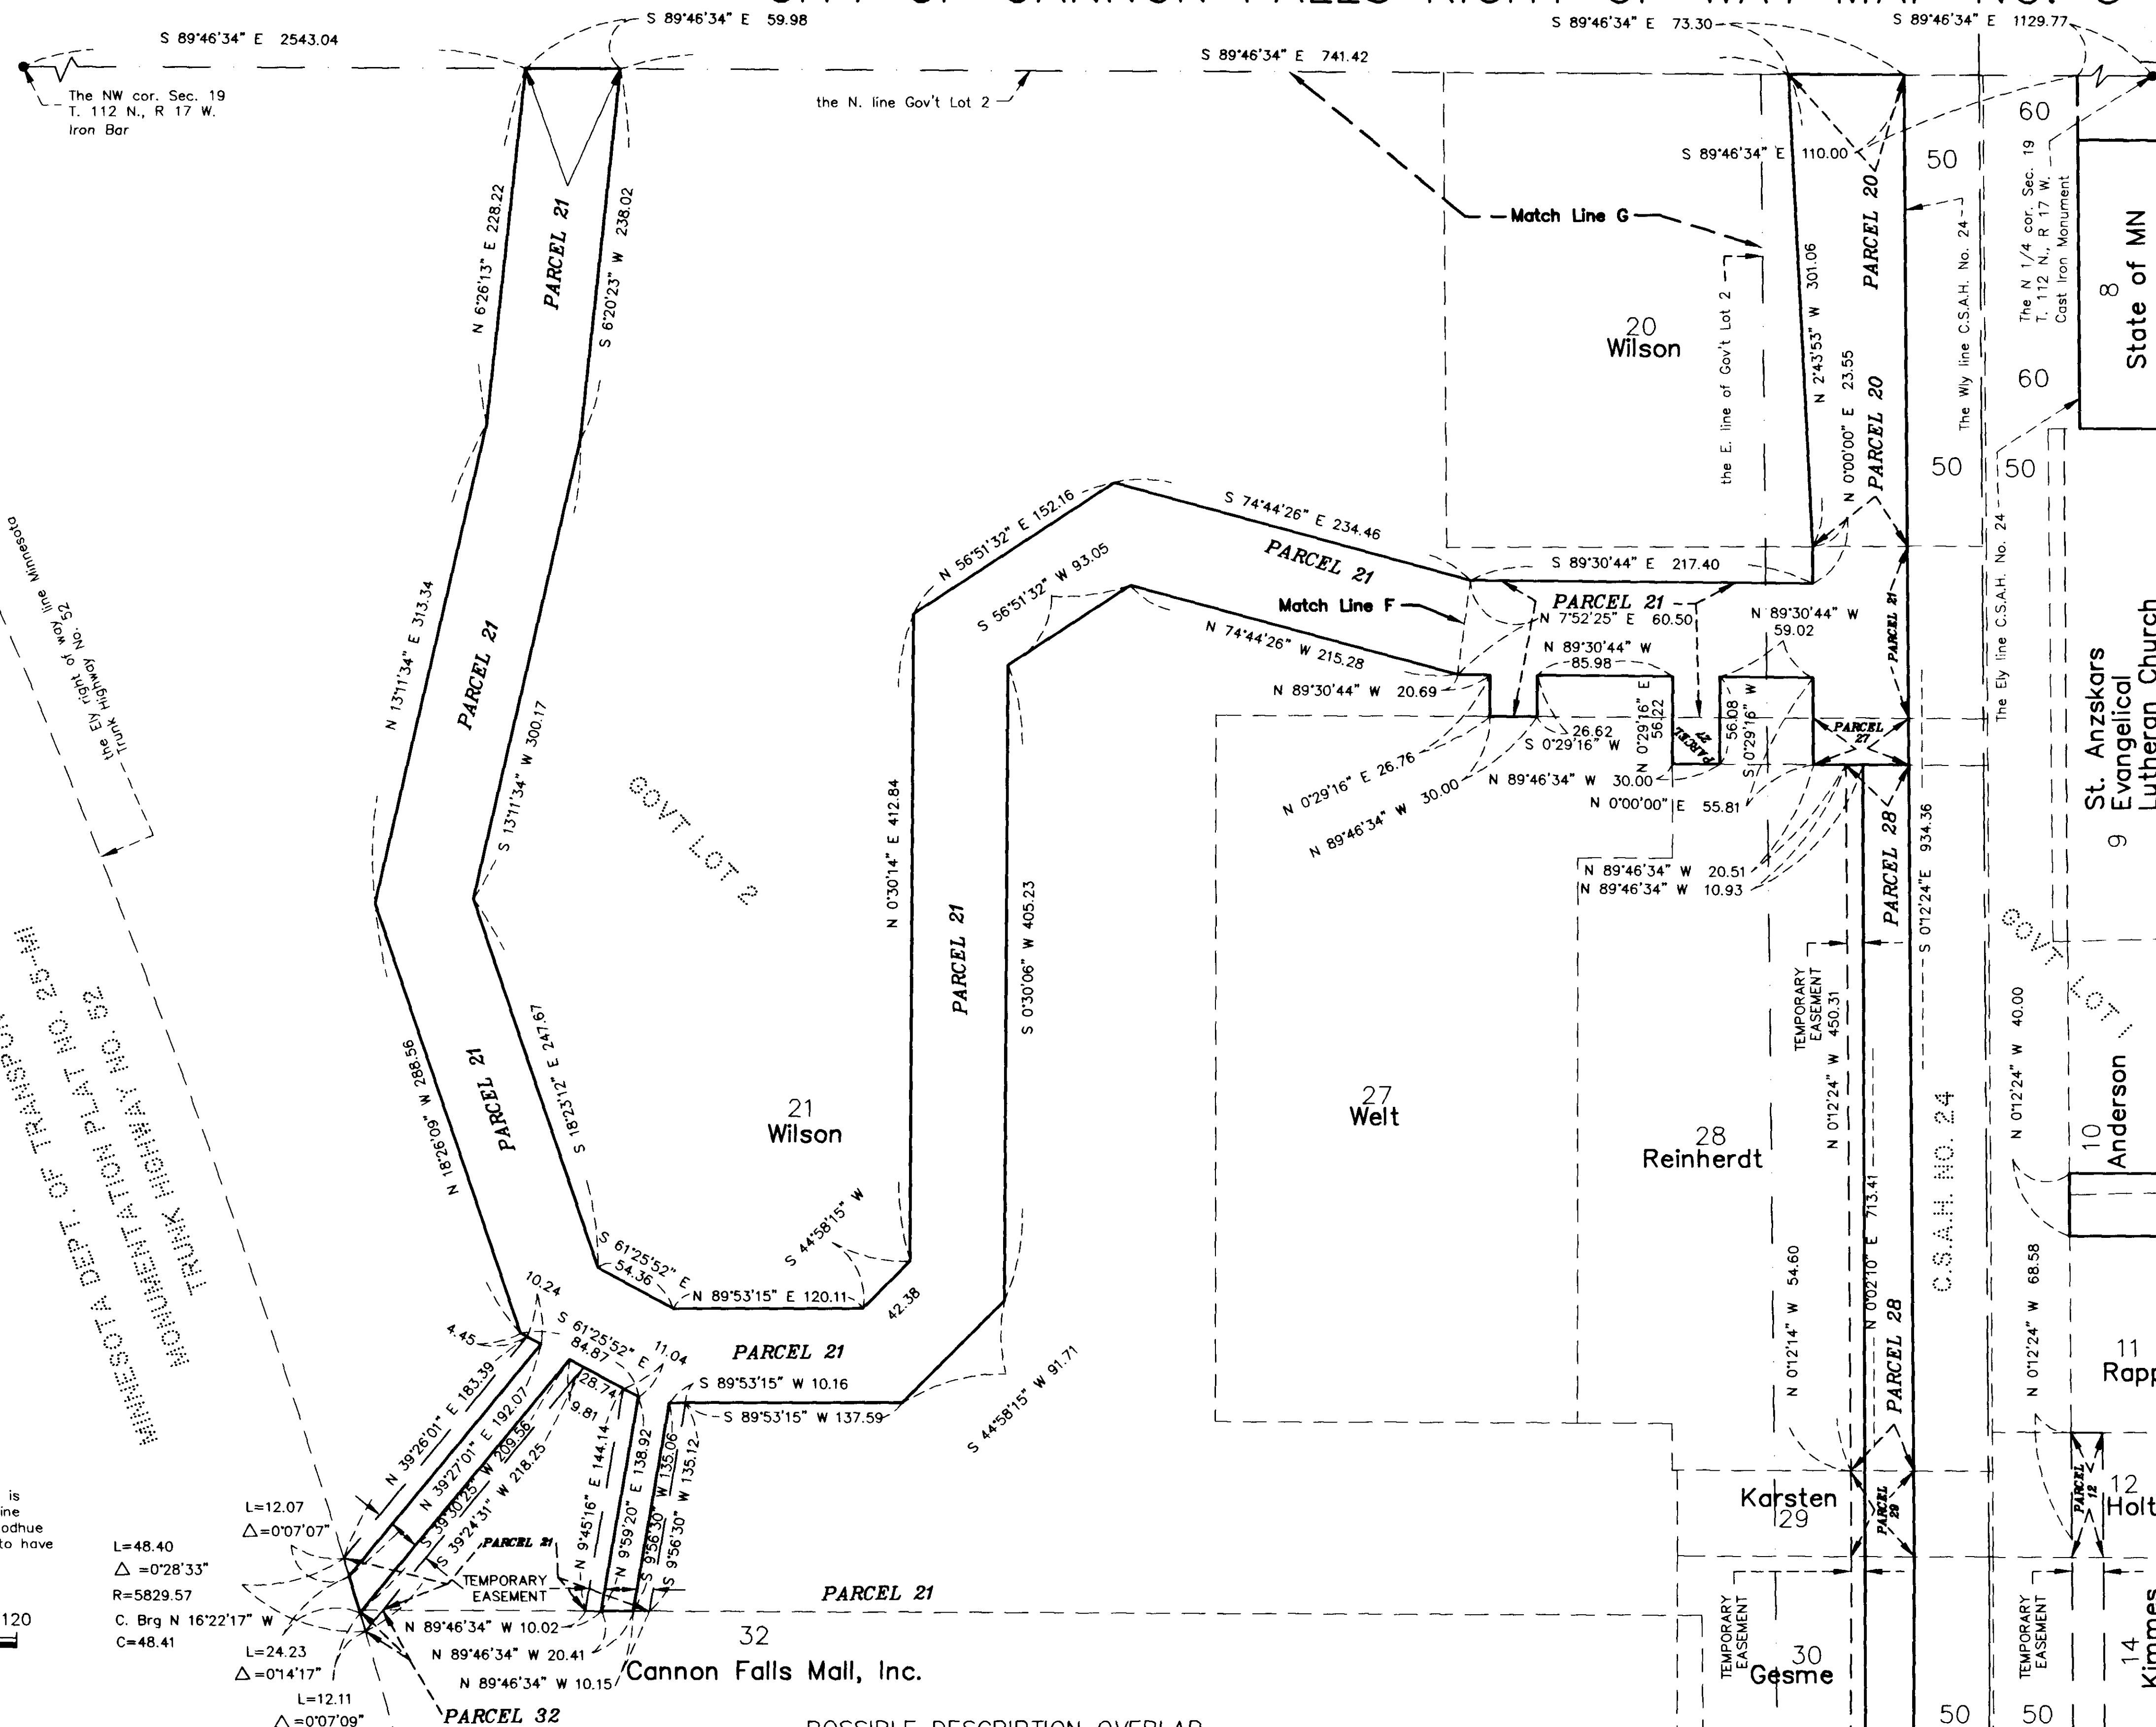 S 89°46'34" E 2543.04
S 89°46'34" E 59.98
S 89°46'34" E 741.42
S 89°46'34" E 73.30
S 89°46'34" E 1129.77
The NW cor. Sec. 19
T. 112 N., R 17 W.
Iron Bar
the N. line Gov't Lot 2
S 89°46'34" E 110.00
60
50
Match Line G
PARCEL 20
N 6°26'13" E 228.22
PARCEL 21
S 6°20'23" W 238.02
20
Wilson
the E. line of Gov't Lot 2
N 2°43'53" W 301.06
N 0°00'00" E 23.55
PARCEL 20
The Wly line C.S.A.H. No. 24
The N 1/4 cor. Sec. 19
T. 112 N., R 17 W.
Cast Iron Monument
8
State of MN
60
50
50
the Ely right of way line Minnesota
Trunk Highway No. 52
N 13°11'34" E 313.34
PARCEL 21
S 13°11'34" W 300.17
N 56°51'32" E 152.16
S 56°51'32" W 93.05
S 74°44'26" E 234.46
PARCEL 21
Match Line F
N 74°44'26" W 215.28
S 89°30'44" E 217.40
PARCEL 21
N 7°52'25" E 60.50
N 89°30'44" W
85.98
N 89°30'44" W
59.02
N 89°30'44" W 20.69
PARCEL 21
The Ely line C.S.A.H. No. 24
St. Anzskars
Evangelical
Lutheran Church
9
26.62
S 0°29'16" W
N 0°29'16" E
56.22
PARCEL
27
56.08
S 0°29'16" W
PARCEL
27
N 0°29'16" E 26.76
N 89°46'34" W 30.00
N 89°46'34" W 30.00
N 0°00'00" E 55.81
GOVT LOT 2
N 0°30'14" E 412.84
PARCEL 21
S 0°30'06" W 405.23
N 89°46'34" W 20.51
N 89°46'34" W 10.93
PARCEL 28
S 0°12'24"E 934.36
GOVT LOT 1
TEMPORARY
EASEMENT
N 0°12'24" W 450.31
N 0°12'24" W 40.00
MINNESOTA DEPT. OF
MONUMENTATION PLAT NO. 25-HI
TRUNK HIGHWAY NO. 52
N 18°26'09" W 288.56
PARCEL 21
S 18°23'12" E 247.67
21
Wilson
27
Welt
28
Reinherdt
C.S.A.H. NO. 24
10
Anderson
S 44°58'15" W
42.38
S 61°25'52" E
54.36
N 89°53'15" E 120.11
N 0°02'10" E 713.41
N 0°12'14" W 54.60
PARCEL 28
N 0°12'24" W 68.58
10.24
4.45
S 61°25'52" E
84.87
11.04
PARCEL 21
S 89°53'15" W 10.16
S 89°53'15" W 137.59
S 44°58'15" W 91.71
11
28.74
9.81
N 39°26'01" E 183.39
N 39°27'01" E 192.07
S 39°30'25" W 209.56
S 39°24'31" W 218.25
N 9°45'16" E 144.14
N 9°59'20" E 138.92
S 9°56'30" W 135.06
S 9°56'30" W 135.12
Karsten
29
PARCEL
29
PARCEL
12
12
is
to have
L=12.07
△=0°07'07"
L=48.40
△ =0°28'33"
R=5829.57
C. Brg N 16°22'17" W
C=48.41
PARCEL 21
TEMPORARY
EASEMENT
PARCEL 21
120
N 89°46'34" W 10.02
N 89°46'34" W 20.41
N 89°46'34" W 10.15
L=24.23
△=0°14'17"
L=12.11
△=0°07'09"
PARCEL 32
32
Cannon Falls Mall, Inc.
TEMPORARY
EASEMENT
30
Gesme
TEMPORARY
EASEMENT
14
Kimmes
50
50
POSSIBLE DESCRIPTION OVERLAP